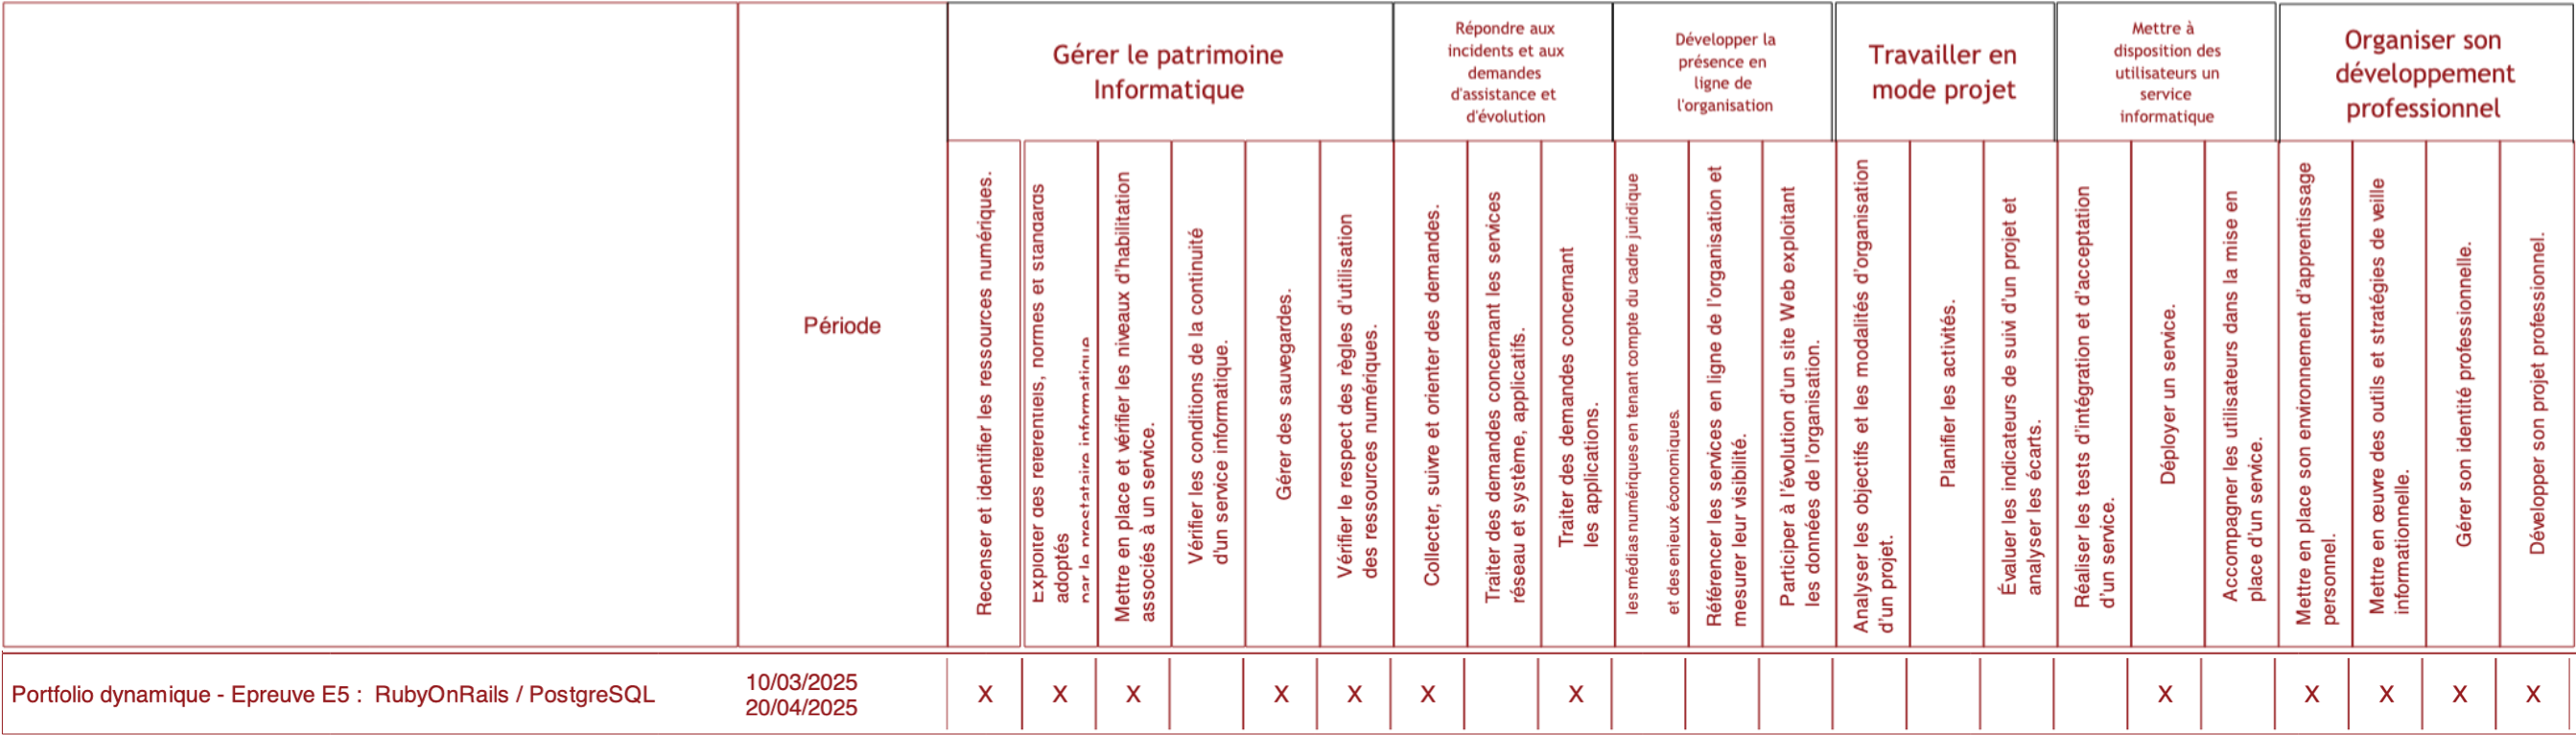 Gérer le patrimoine
Informatique
Répondre aux
incidents et aux
demandes
d'assistance et
d'évolution
Développer la
présence en
ligne de
l'organisation
Travailler en
mode projet
Mettre à
disposition des
utilisateurs un
service
informatique
Organiser son
développement
professionnel
Période
Recenser et identifier les ressources numériques.
Exploiter des référentiels, normes et standards
adoptés
par le prestataire informatique
Mettre en place et vérifier les niveaux d'habilitation
associés à un service.
Vérifier les conditions de la continuité
d'un service informatique.
Gérer des sauvegardes.
Vérifier le respect des règles d'utilisation
des ressources numériques.
Collecter, suivre et orienter des demandes.
Traiter des demandes concernant les services
réseau et système, applicatifs.
Traiter des demandes concernant
les applications.
les médias numériques en tenant compte du cadre juridique
et des enjeux économiques.
Référencer les services en ligne de l'organisation et
mesurer leur visibilité.
Participer à l'évolution d'un site Web exploitant
les données de l'organisation.
Analyser les objectifs et les modalités d'organisation
d'un projet.
Planifier les activités.
Évaluer les indicateurs de suivi d'un projet et
analyser les écarts.
Réaliser les tests d'intégration et d'acceptation
d'un service.
Déployer un service.
Accompagner les utilisateurs dans la mise en
place d'un service.
Mettre en place son environnement d'apprentissage
personnel.
Mettre en œuvre des outils et stratégies de veille
informationnelle.
Gérer son identité professionnelle.
Développer son projet professionnel.
Portfolio dynamique - Epreuve E5 : RubyOnRails / PostgreSQL
10/03/2025
20/04/2025
X X X X X X X X X X X X